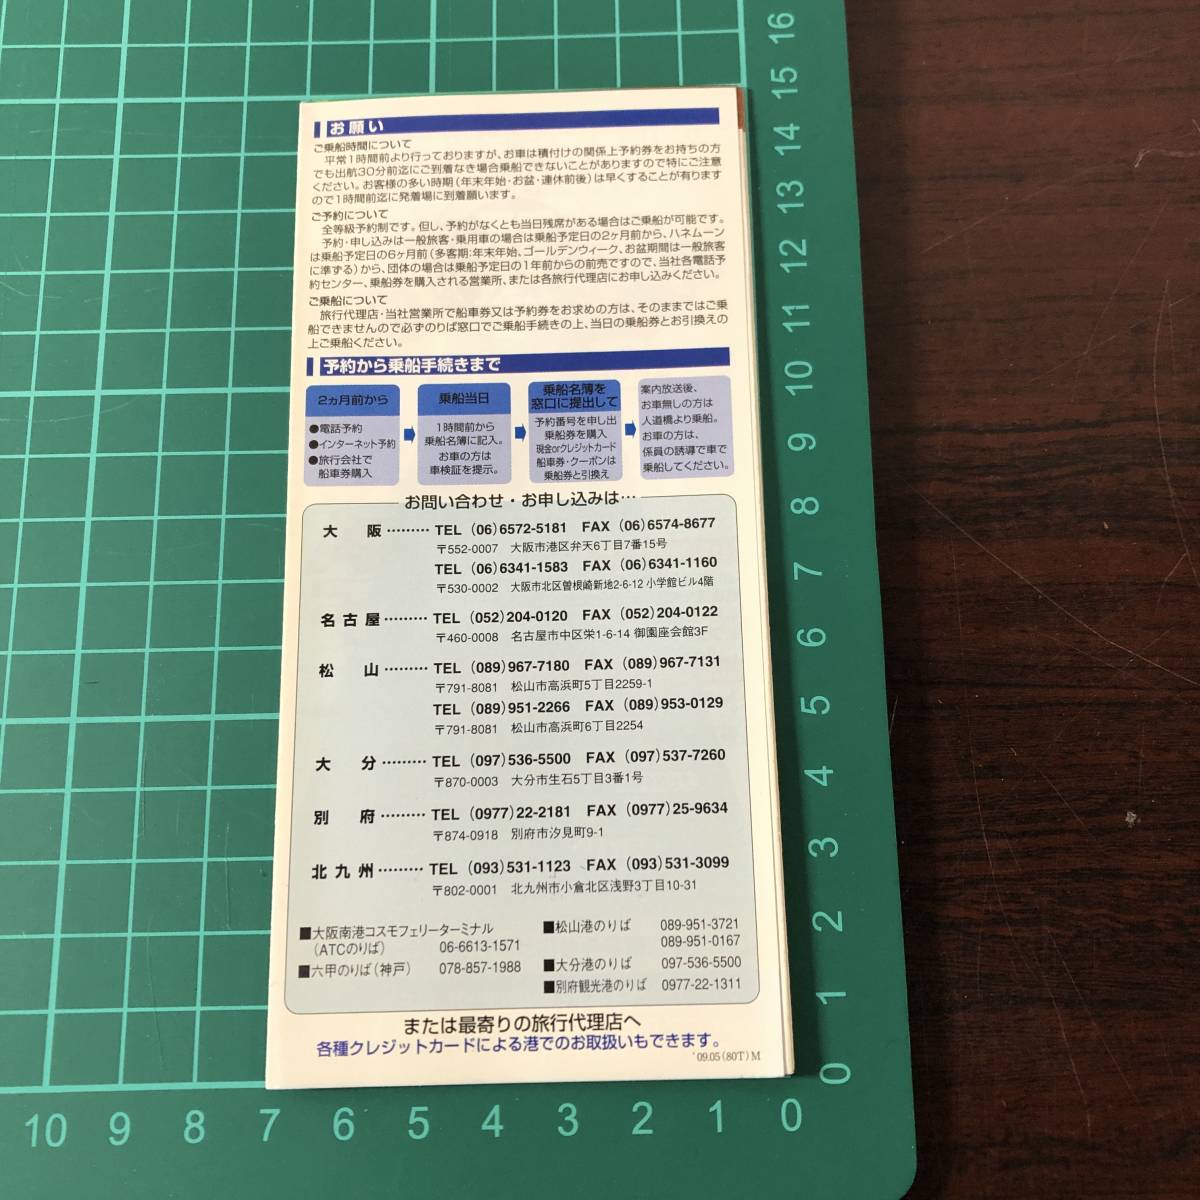 お願い
ご乗船時間について
平常1時間前より行っておりますが、お車は積付けの関係上予約券をお持ちの方
でも出航30分前迄にご到着なき場合乗船できないことがありますので特にご注意
ください。お客様の多い時期(年末年始・お盆・連休前後)は早くすることが有ります
ので1時間前迄に発着場に到着願います。
ご予約について
全等級予約制です。但し、予約がなくとも当日残席がある場合はご乗船が可能です。
予約・申し込みは一般旅客・乗用車の場合は乗船予定日の2ヶ月前から、ハネムーン
は乗船予定日の6ヶ月前(多客期:年末年始、ゴールデンウィーク、お盆期間は一般旅客
に準ずる)から、団体の場合は乗船予定日の1年前からの前売ですので、当社各電話予
約センター、乗船券を購入される営業所、または各旅行代理店にお申し込みください。
ご乗船について
旅行代理店・当社営業所で船車券又は予約券をお求めの方は、そのままではご乗
船できませんので必ずのりば窓口でご乗船手続きの上、当日の乗船券とお引換えの
上ご乗船ください。
予約から乗船手続きまで
2ヵ月前から
●電話予約
●インターネット予約
●旅行会社で
船車券購入
乗船当日
1時間前から
乗船名簿に記入。
お車の方は
車検証を提示。
乗船名簿を
窓口に提出して
予約番号を申し出
乗船券を購入
現金orクレジットカード
船車券・クーポンは
乗船券と引換え
案内放送後、
お車無しの方は
人道橋より乗船。
お車の方は、
係員の誘導で車で
乗船してください。
お問い合わせ・お申し込みは…
大 阪 ……… TEL (06)6572-5181 FAX (06)6574-8677
〒552-0007 大阪市港区弁天6丁目7番15号
TEL (06)6341-1583 FAX (06)6341-1160
〒530-0002 大阪市北区曽根崎新地2-6-12 小学館ビル4階
名古屋 ……… TEL (052)204-0120 FAX (052)204-0122
〒460-0008 名古屋市中区栄1-6-14 御園座会館3F
松 山 ……… TEL (089)967-7180 FAX (089)967-7131
〒791-8081 松山市高浜町5丁目2259-1
TEL (089)951-2266 FAX (089)953-0129
〒791-8081 松山市高浜町6丁目2254
大 分 ……… TEL (097)536-5500 FAX (097)537-7260
〒870-0003 大分市生石5丁目3番1号
別 府 ……… TEL (0977)22-2181 FAX (0977)25-9634
〒874-0918 別府市汐見町9-1
北九州 ……… TEL (093)531-1123 FAX (093)531-3099
〒802-0001 北九州市小倉北区浅野3丁目10-31
■大阪南港コスモフェリーターミナル
(ATCのりば) 06-6613-1571
■六甲のりば(神戸) 078-857-1988
■松山港のりば 089-951-3721
089-951-0167
■大分港のりば 097-536-5500
■別府観光港のりば 0977-22-1311
または最寄りの旅行代理店へ
各種クレジットカードによる港でのお取扱いもできます。
'09.05(80T)M
16
15
14
13
12
11
10
9
8
7
6
5
4
3
2
1
0
10 9 8 7 6 5 4 3 2 1 0